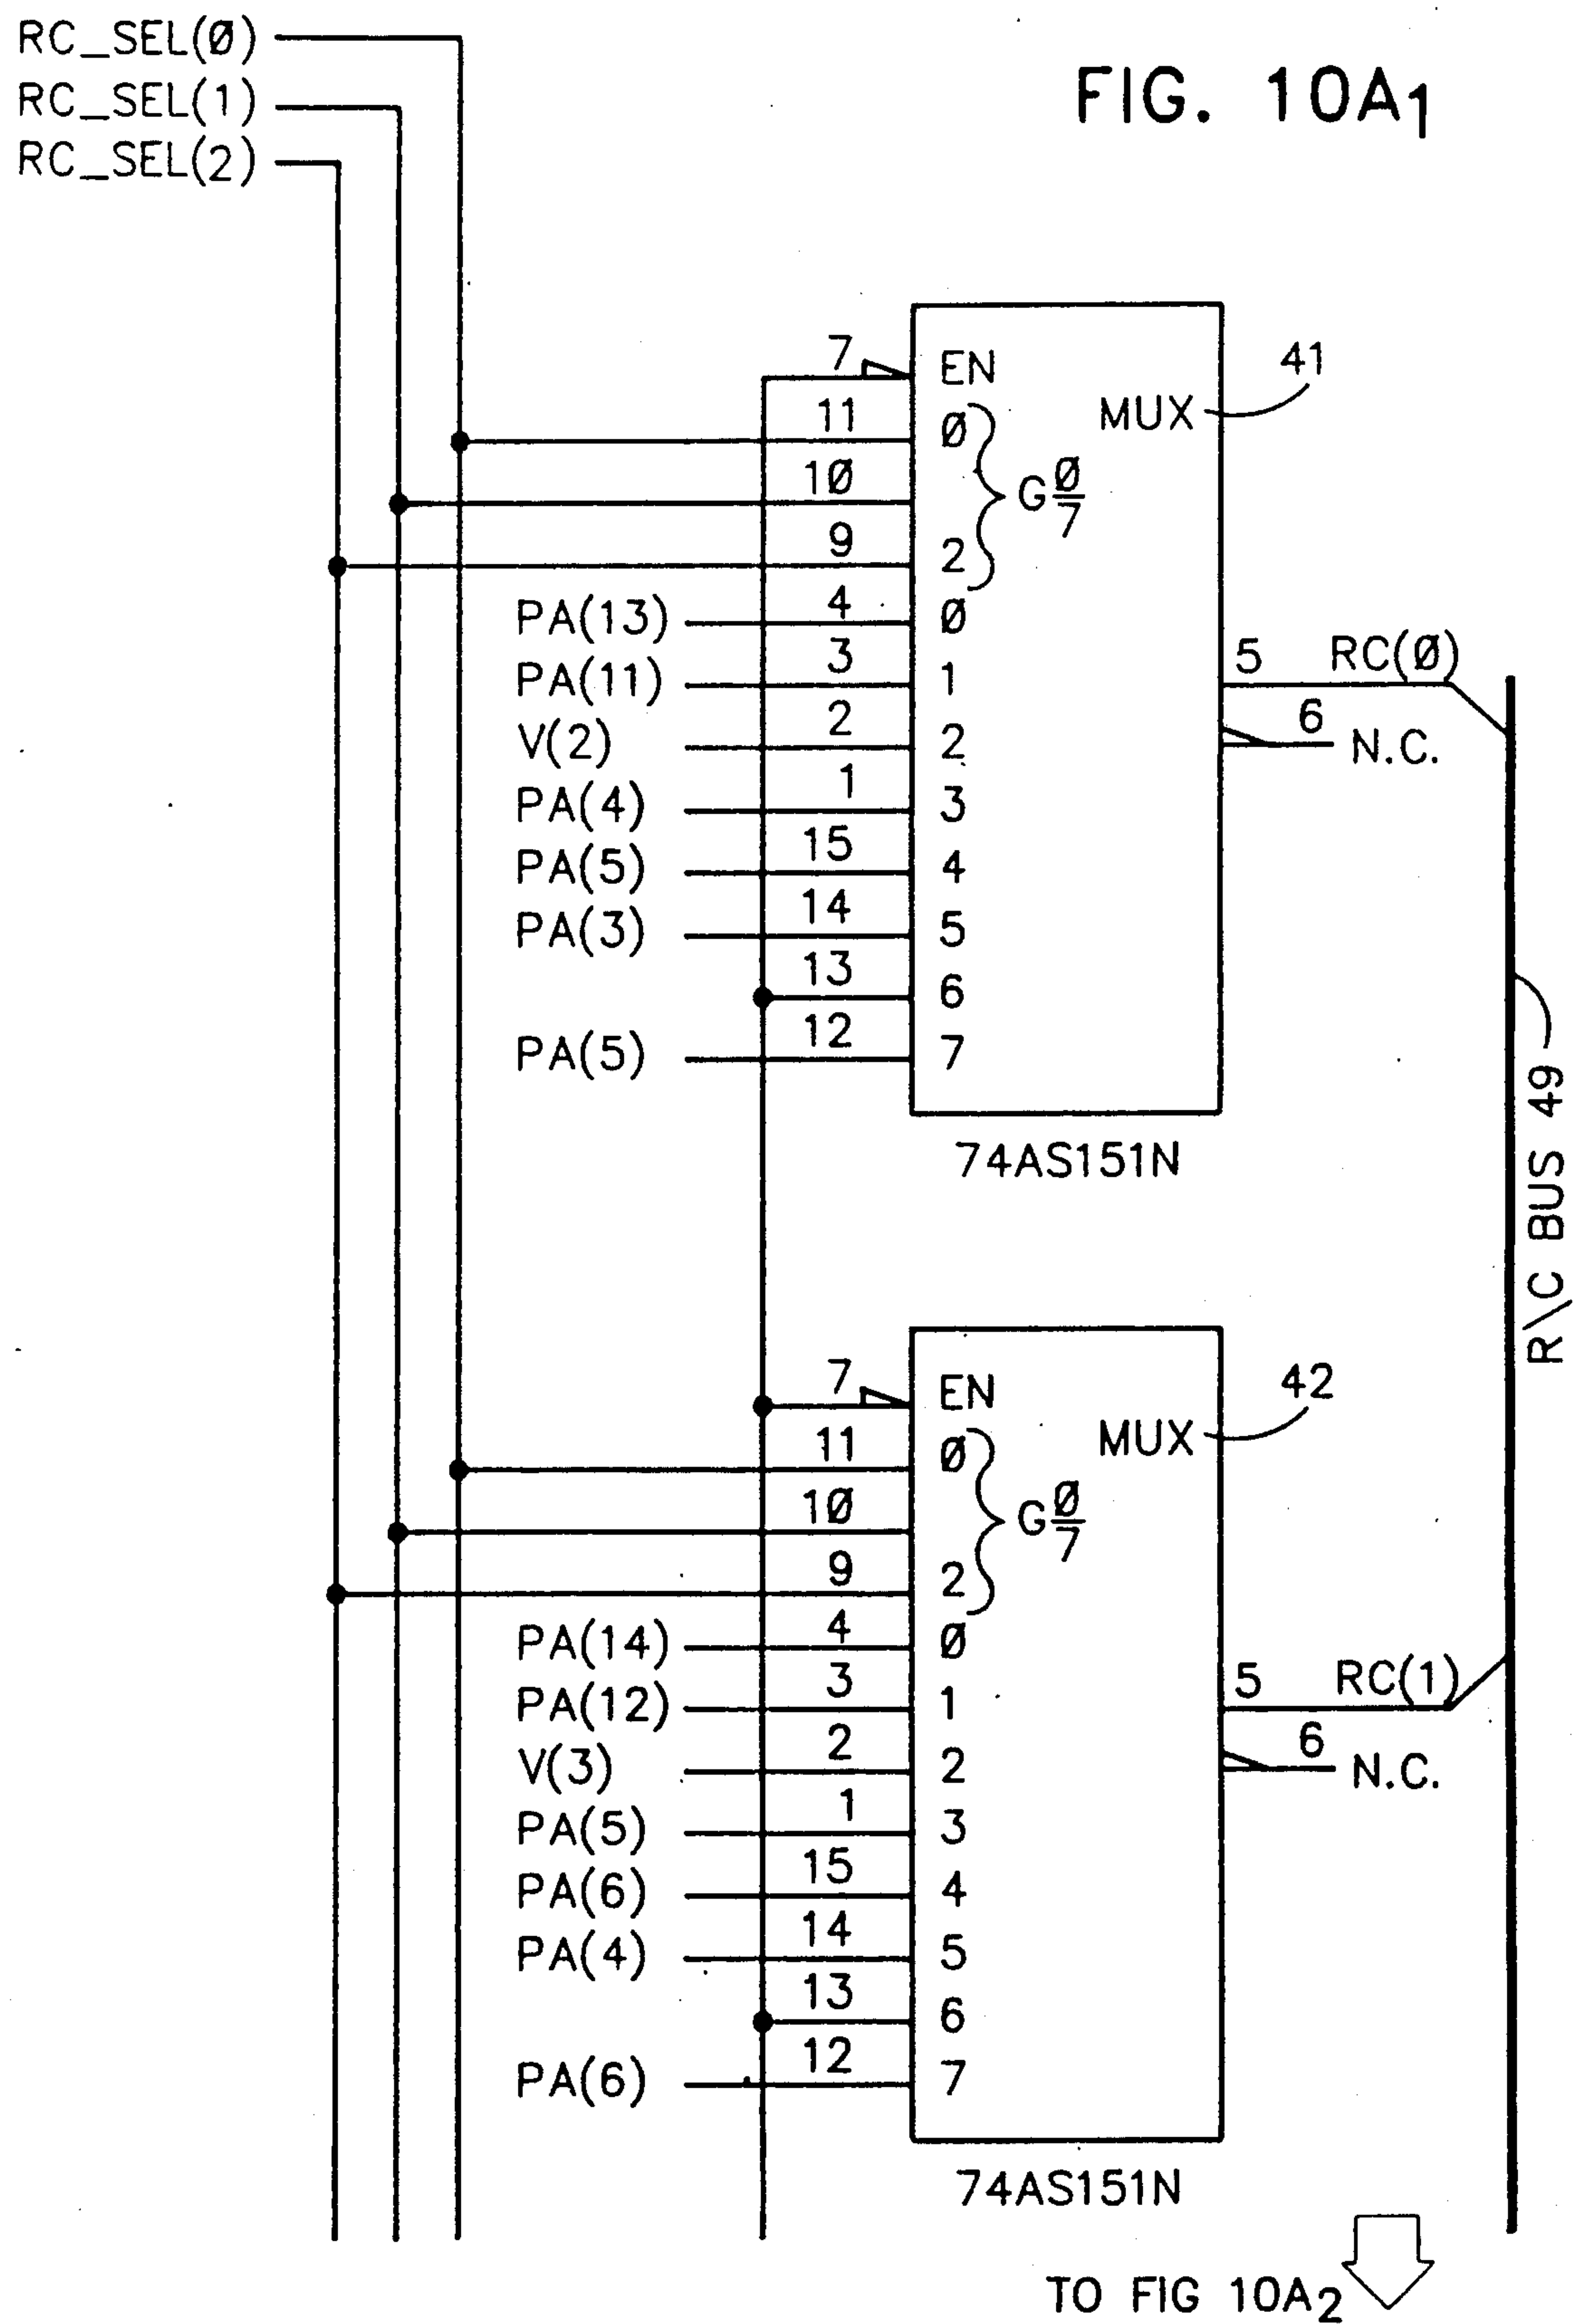 RC_SEL(Ø)
RC_SEL(1)
RC_SEL(2)
FIG. 10A1
7 EN
MUX 41
11 Ø
10 G Ø/7
9 2
PA(13) 4 Ø
PA(11) 3 1
5 RC(Ø)
V(2) 2 2
6 N.C.
PA(4) 1 3
PA(5) 15 4
PA(3) 14 5
13 6
PA(5) 12 7
74AS151N
R\C BUS 49
7 EN
MUX 42
11 Ø
1Ø G Ø/7
9 2
PA(14) 4 Ø
PA(12) 3 1
5 RC(1)
V(3) 2 2
6 N.C.
PA(5) 1 3
PA(6) 15 4
PA(4) 14 5
13 6
PA(6) 12 7
74AS151N
TO FIG 10A2